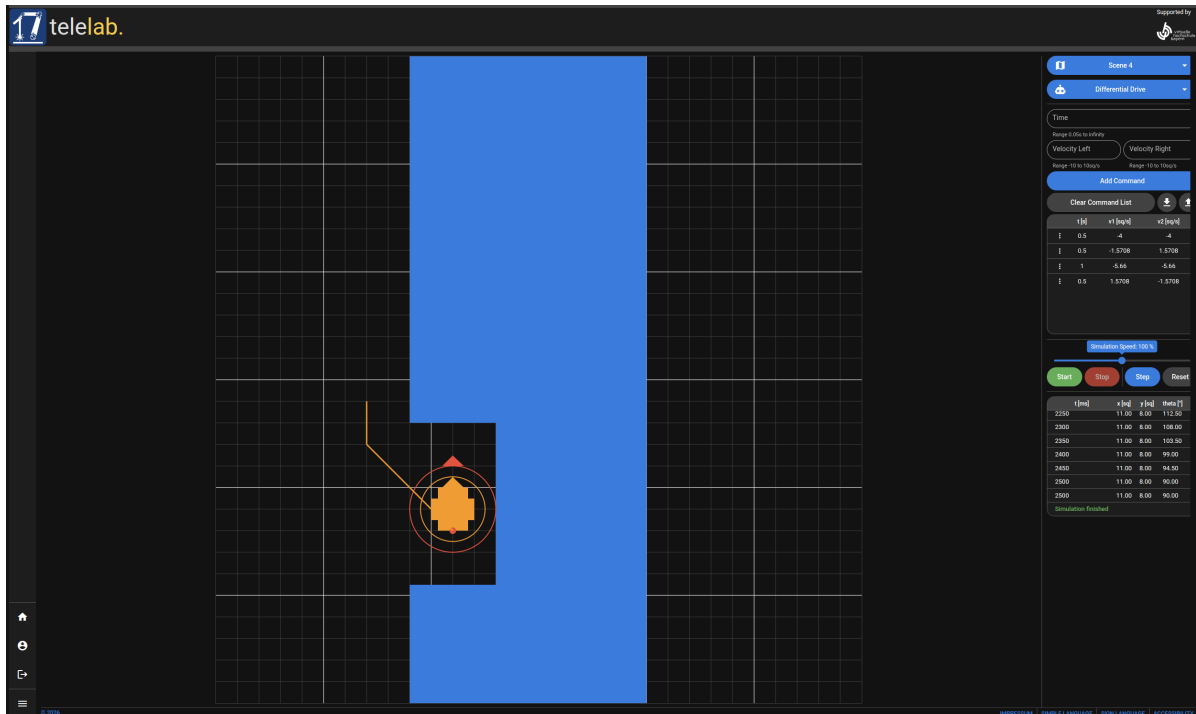 17 telelab.
Supported by
virtuelle
hochschule
bayern
Scene 4
Differential Drive
Time
Range 0.05s to infinity
Velocity Left Velocity Right
Range -10 to 10sq/s Range -10 to 10sq/s
Add Command
Clear Command List
t [s] v1 [sq/s] v2 [sq/s]
0.5 -4 -4
0.5 -1.5708 1.5708
1 -5.66 -5.66
0.5 1.5708 -1.5708
Simulation Speed: 100 %
Start Stop Step Reset
t [ms] x [sq] y [sq] theta [°]
2250 11.00 8.00 112.50
2300 11.00 8.00 108.00
2350 11.00 8.00 103.50
2400 11.00 8.00 99.00
2450 11.00 8.00 94.50
2500 11.00 8.00 90.00
2500 11.00 8.00 90.00
Simulation finished
© 2026
IMPRESSUM | SIMPLE LANGUAGE | SIGN LANGUAGE | ACCESSIBILITY